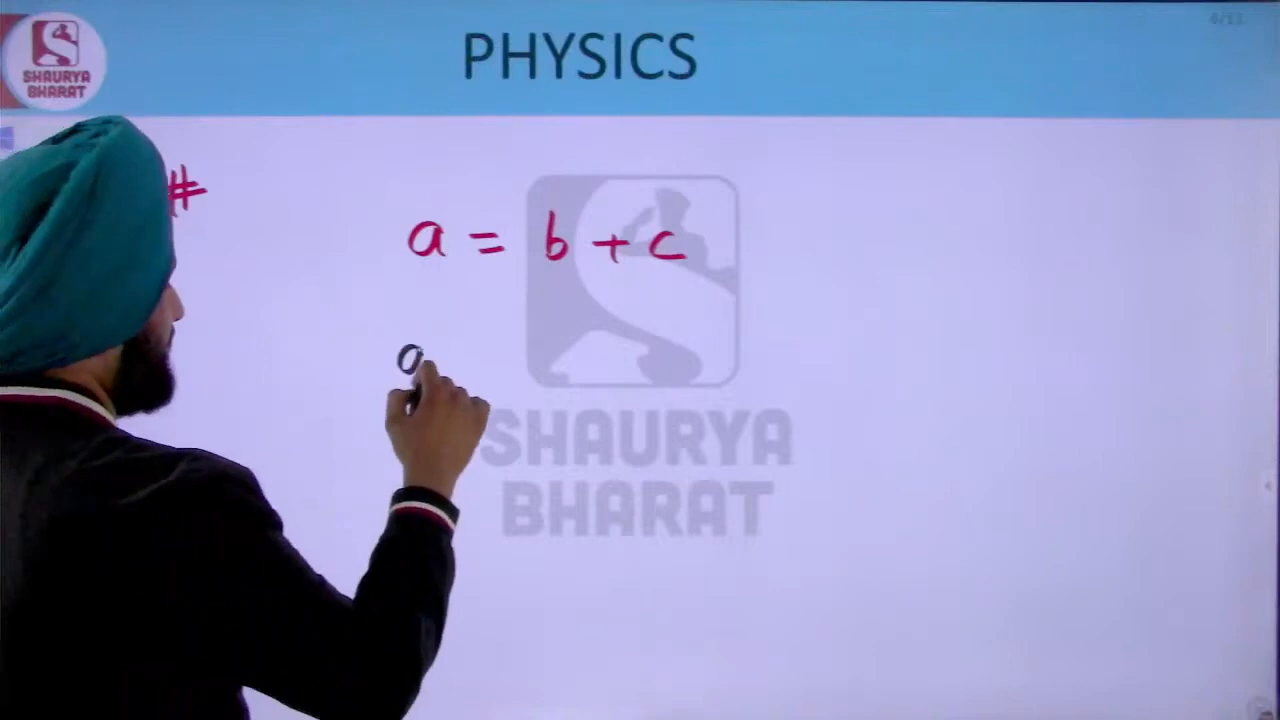 PHYSICS
SHAURYA
BHARAT
#
a = b + c
a
SHAURYA
BHARAT